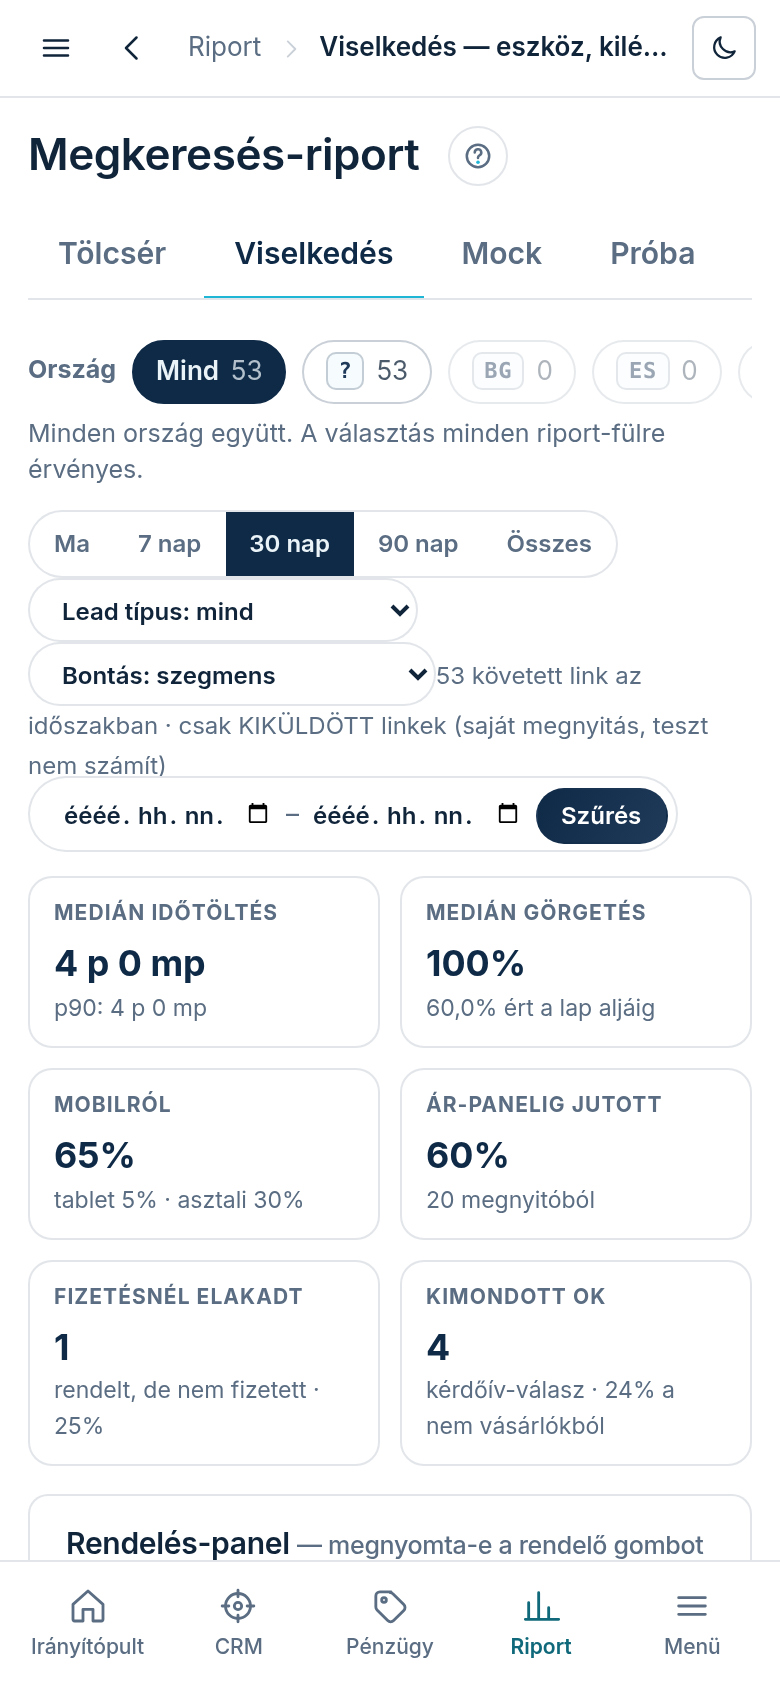 Riport > Viselkedés — eszköz, kilé...
Megkeresés-riport ?
Tölcsér Viselkedés Mock Próba
Ország Mind 53 ? 53 BG 0 ES 0
Minden ország együtt. A választás minden riport-fülre
érvényes.
Ma 7 nap 30 nap 90 nap Összes
Lead típus: mind
Bontás: szegmens 53 követett link az
időszakban · csak KIKÜLDÖTT linkek (saját megnyitás, teszt
nem számít)
éééé. hh. nn. – éééé. hh. nn. Szűrés
MEDIÁN IDŐTÖLTÉS
4 p 0 mp
p90: 4 p 0 mp
MEDIÁN GÖRGETÉS
100%
60,0% ért a lap aljáig
MOBILRÓL
65%
tablet 5% · asztali 30%
ÁR-PANELIG JUTOTT
60%
20 megnyitóból
FIZETÉSNÉL ELAKADT
1
rendelt, de nem fizetett ·
25%
KIMONDOTT OK
4
kérdőív-válasz · 24% a
nem vásárlókból
Rendelés-panel — megnyomta-e a rendelő gombot
Irányítópult CRM Pénzügy Riport Menü